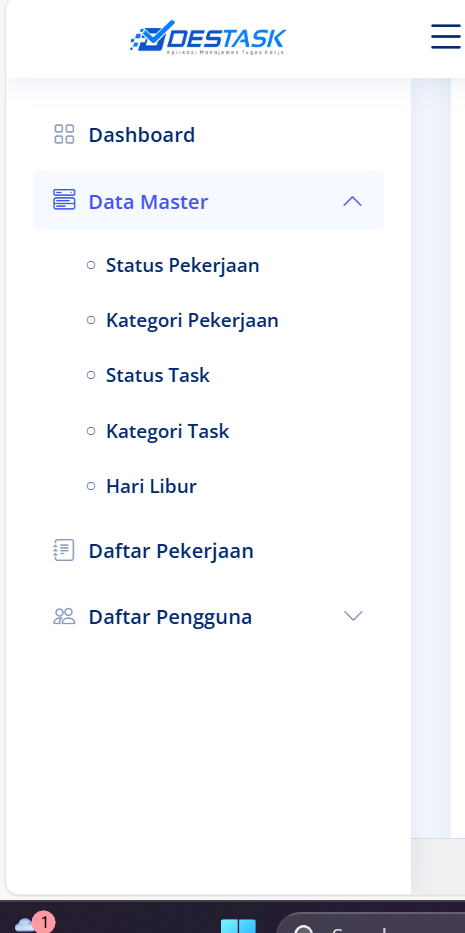 DESTASK
Aplikasi Manajemen Tugas Kerja
Dashboard
Data Master
Status Pekerjaan
Kategori Pekerjaan
Status Task
Kategori Task
Hari Libur
Daftar Pekerjaan
Daftar Pengguna
1